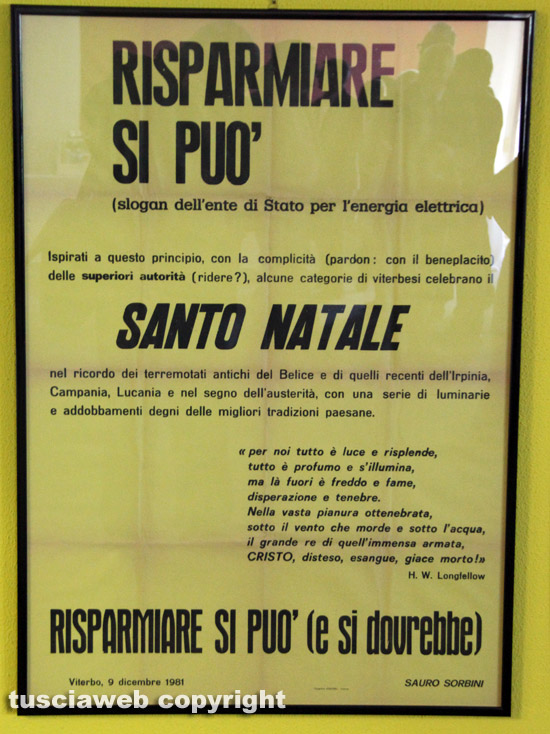 RISPARMIARE
SI PUO'
(slogan dell'ente di Stato per l'energia elettrica)
Ispirati a questo principio, con la complicità (pardon: con il beneplacito)
delle superiori autorità (ridere?), alcune categorie di viterbesi celebrano il
SANTO NATALE
nel ricordo dei terremotati antichi del Belice e di quelli recenti dell'Irpinia,
Campania, Lucania e nel segno dell'austerità, con una serie di luminarie
e addobbamenti degni delle migliori tradizioni paesane.
« per noi tutto è luce e risplende,
tutto è profumo e s'illumina,
ma là fuori è freddo e fame,
disperazione e tenebre.
Nella vasta pianura ottenebrata,
sotto il vento che morde e sotto l'acqua,
il grande re di quell'immensa armata,
CRISTO, disteso, esangue, giace morto!»
H. W. Longfellow
RISPARMIARE SI PUO' (e si dovrebbe)
Viterbo, 9 dicembre 1981
SAURO SORBINI
tusciaweb copyright